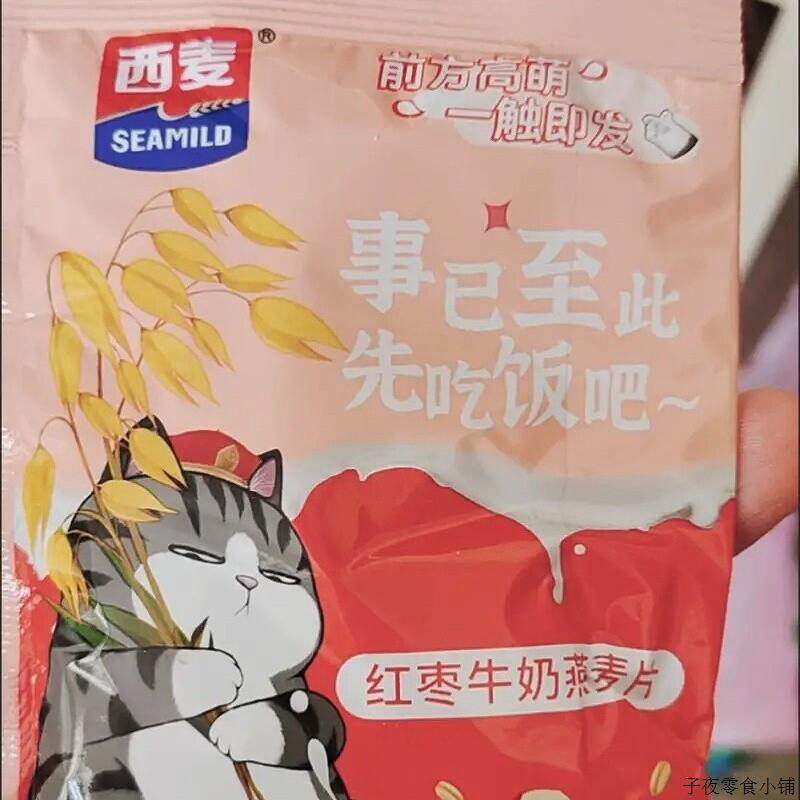 西麦®
SEAMILD
前方高萌
一触即发
事已至此
先吃饭吧~
红枣牛奶燕麦片
子夜零食小铺